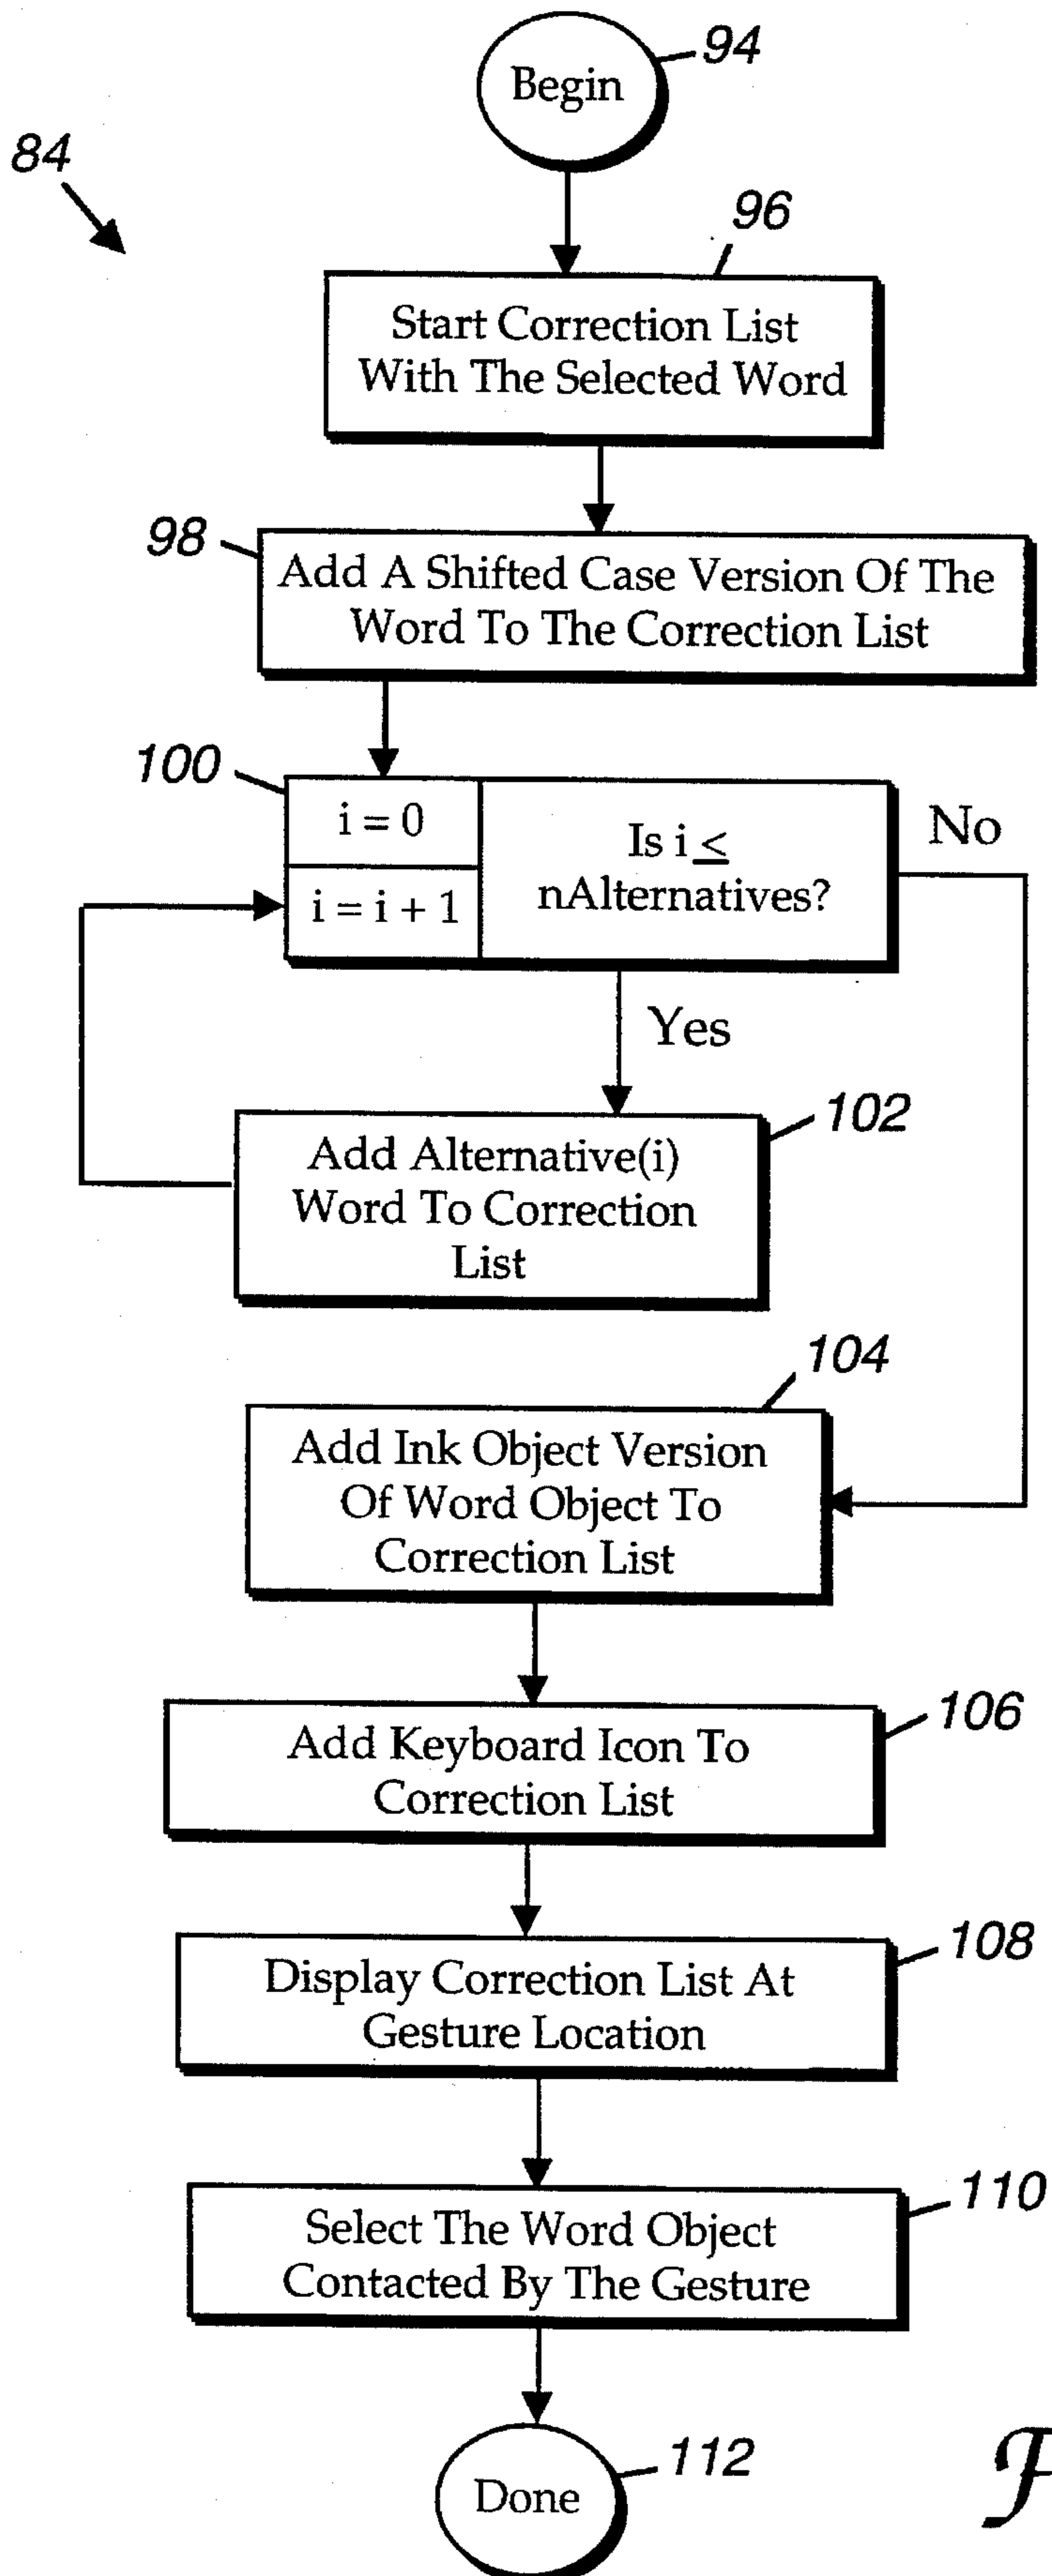 94
Begin
84
96
Start Correction List
With The Selected Word
98
Add A Shifted Case Version Of The
Word To The Correction List
100
i = 0
i = i + 1
Is i ≤
nAlternatives?
No
Yes
102
Add Alternative(i)
Word To Correction
List
104
Add Ink Object Version
Of Word Object To
Correction List
106
Add Keyboard Icon To
Correction List
108
Display Correction List At
Gesture Location
110
Select The Word Object
Contacted By The Gesture
112
Done